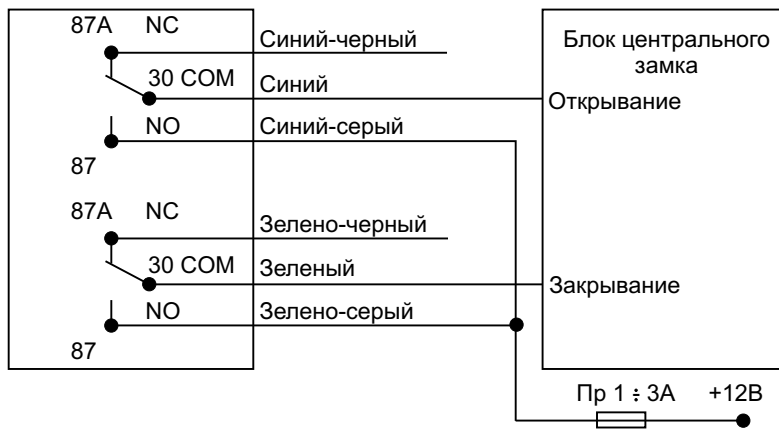 87A NC
Синий-черный
30 COM
Синий
NO
Синий-серый
87
87A NC
Зелено-черный
30 COM
Зеленый
NO
Зелено-серый
87
Блок центрального
замка
Открывание
Закрывание
Пр 1 ÷ 3А +12В